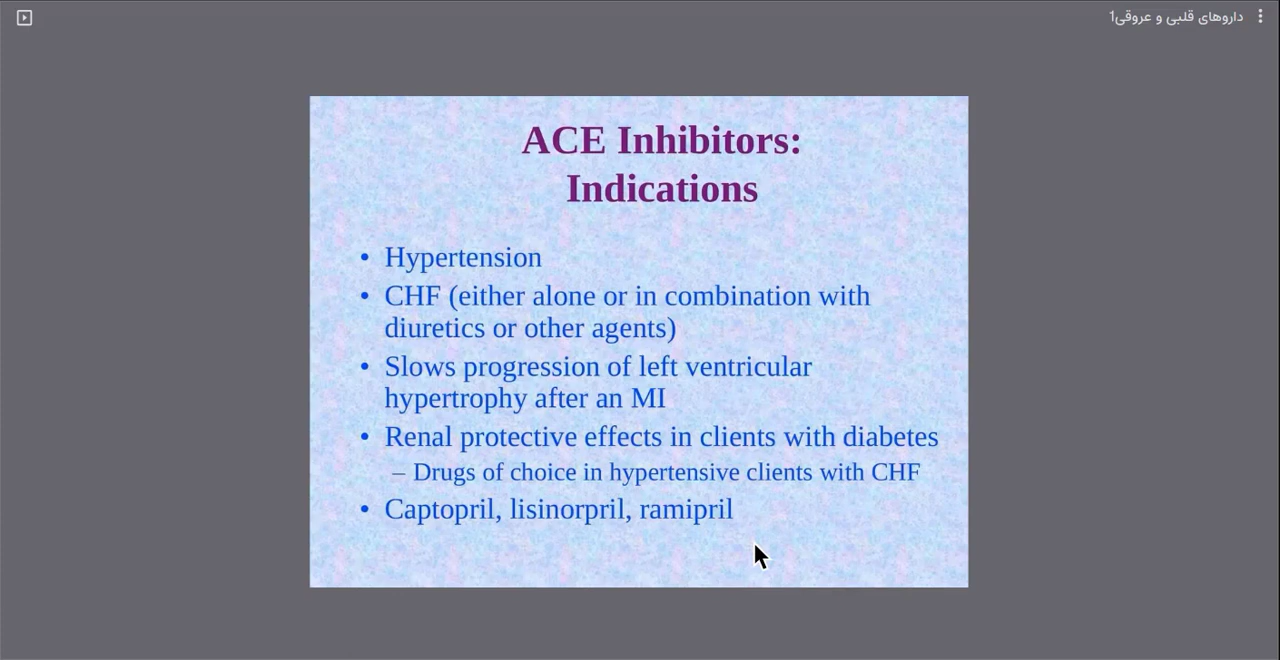 داروهای قلبی و عروقی1
ACE Inhibitors:
Indications
• Hypertension
• CHF (either alone or in combination with
diuretics or other agents)
• Slows progression of left ventricular
hypertrophy after an MI
• Renal protective effects in clients with diabetes
– Drugs of choice in hypertensive clients with CHF
• Captopril, lisinorpril, ramipril